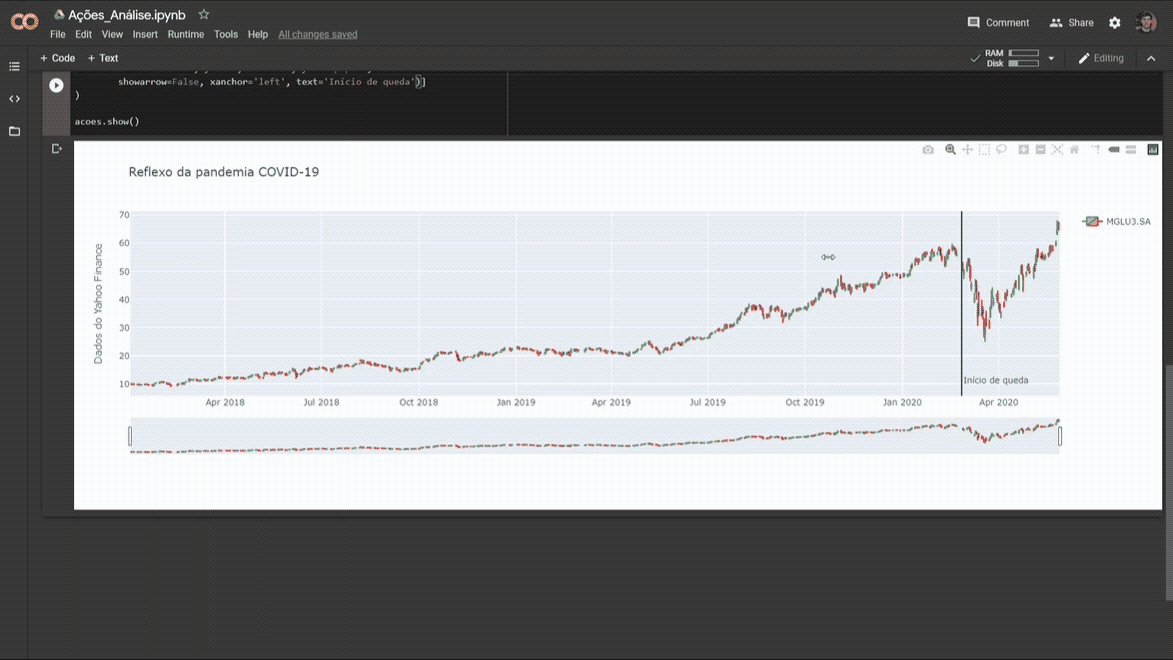 Ações_Análise.ipynb
File Edit View Insert Runtime Tools Help All changes saved
Comment Share
+ Code + Text
RAM
Disk
Editing
showarrow=False, xanchor='left', text='Início de queda')]
)
acoes.show()
Reflexo da pandemia COVID-19
MGLU3.SA
Dados do Yahoo Finance
70
60
50
40
30
20
10
Início de queda
Apr 2018 Jul 2018 Oct 2018 Jan 2019 Apr 2019 Jul 2019 Oct 2019 Jan 2020 Apr 2020